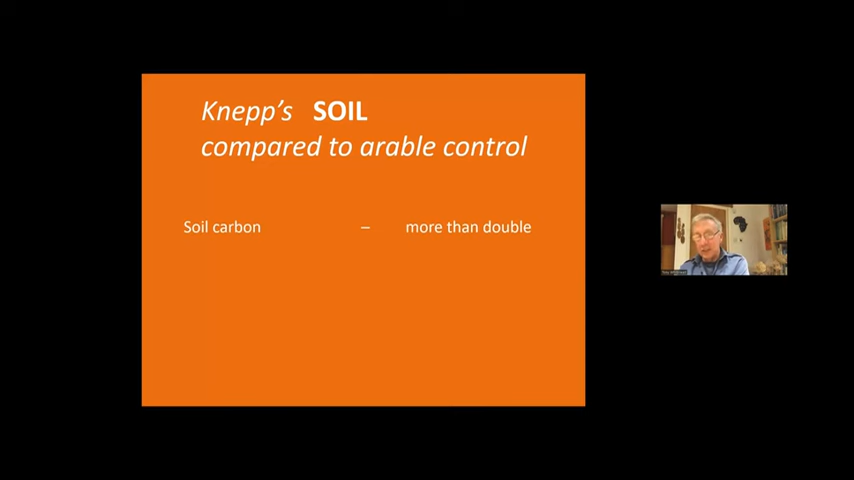 Knepp's SOIL
compared to arable control
Soil carbon – more than double